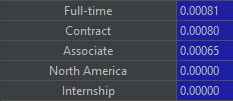 Full-time 0.00081
Contract 0.00080
Associate 0.00065
North America 0.00000
Internship 0.00000